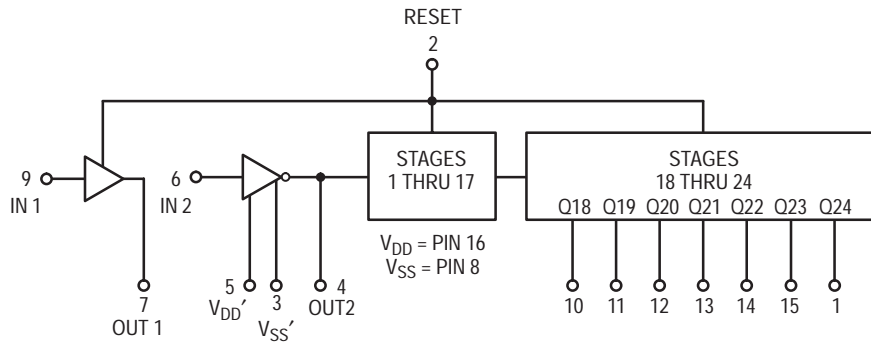 RESET
2
9
IN 1
7
OUT 1
6
IN 2
5
V_DD′
3
V_SS′
4
OUT2
STAGES
1 THRU 17
V_DD = PIN 16
V_SS = PIN 8
STAGES
18 THRU 24
Q18 Q19 Q20 Q21 Q22 Q23 Q24
10 11 12 13 14 15 1